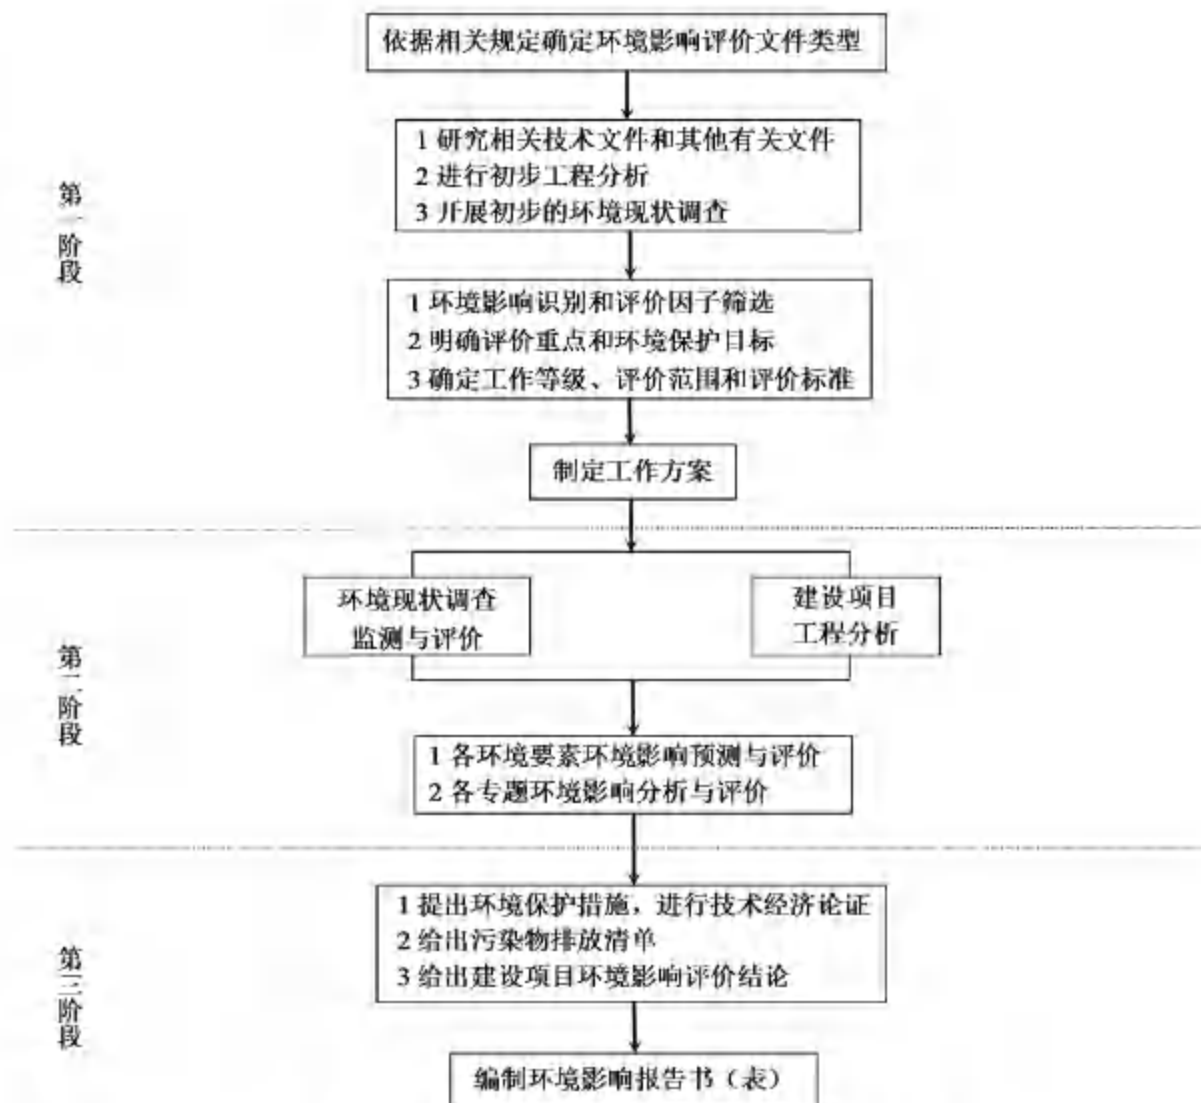 依据相关规定确定环境影响评价文件类型
1 研究相关技术文件和其他有关文件
2 进行初步工程分析
3 开展初步的环境现状调查
第一阶段
1 环境影响识别和评价因子筛选
2 明确评价重点和环境保护目标
3 确定工作等级、评价范围和评价标准
制定工作方案
环境现状调查
监测与评价
建设项目
工程分析
第二阶段
1 各环境要素环境影响预测与评价
2 各专题环境影响分析与评价
1 提出环境保护措施，进行技术经济论证
2 给出污染物排放清单
3 给出建设项目环境影响评价结论
第三阶段
编制环境影响报告书（表）